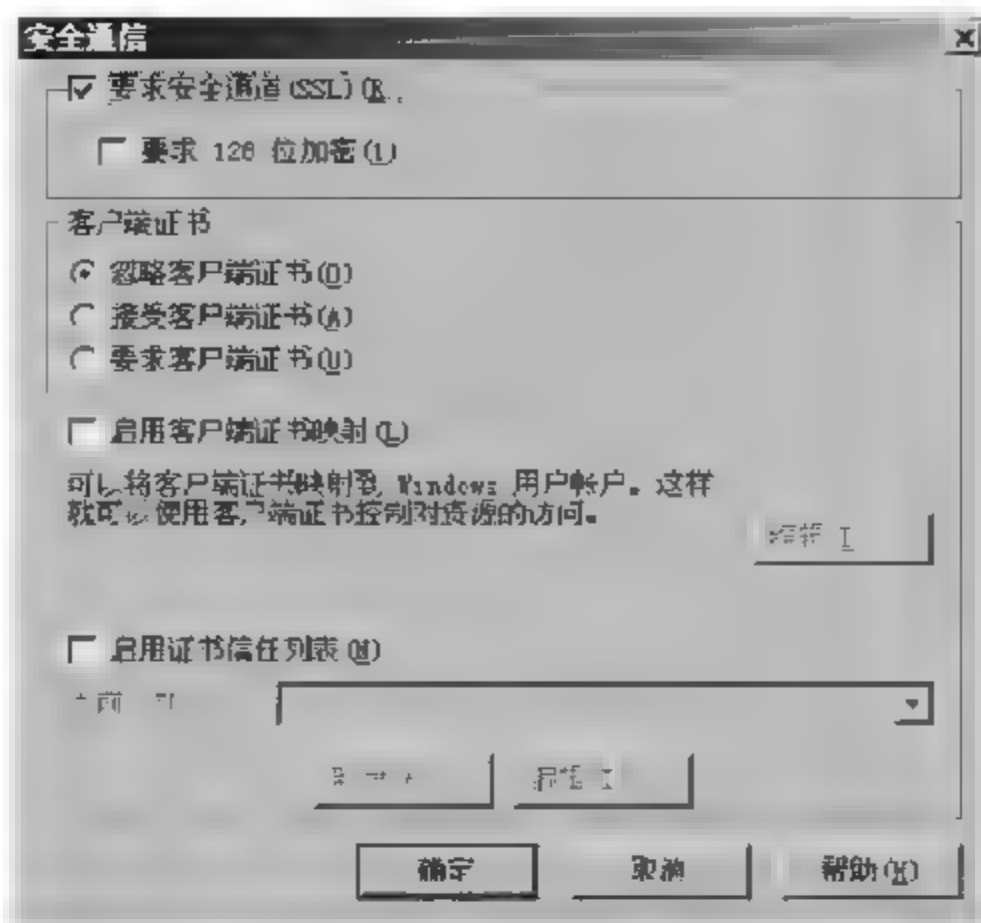 安全通信
要求安全通道(SSL)(R)
要求 128 位加密(1)
客户端证书
忽略客户端证书(O)
接受客户端证书(A)
要求客户端证书(U)
启用客户端证书映射(L)
可以将客户端证书映射到 Windows 用户帐户。这样
就可以使用客户端证书控制对资源的访问。
编辑
启用证书信任列表(N)
确定
取消
帮助(H)